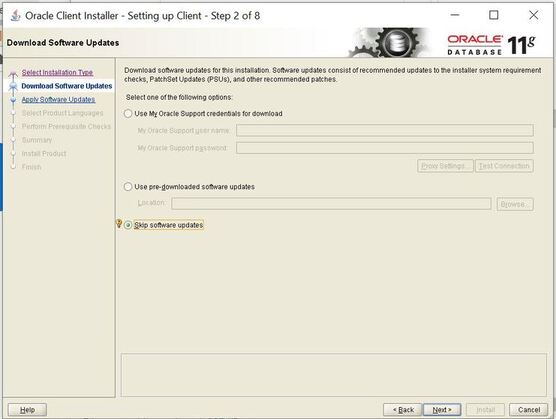 Oracle Client Installer - Setting up Client - Step 2 of 8
Download Software Updates
ORACLE 11g
DATABASE
Select Installation Type
Download Software Updates
Apply Software Updates
Select Product Languages
Perform Prerequisite Checks
Summary
Install Product
Finish
Download software updates for this installation. Software updates consist of recommended updates to the installer system requirement
checks, PatchSet Updates (PSUs), and other recommended patches.
Select one of the following options:
Use My Oracle Support credentials for download
My Oracle Support user name:
My Oracle Support password:
Proxy Settings... Test Connection
Use pre-downloaded software updates
Location: Browse...
Skip software updates
Help < Back Next > Install Cancel